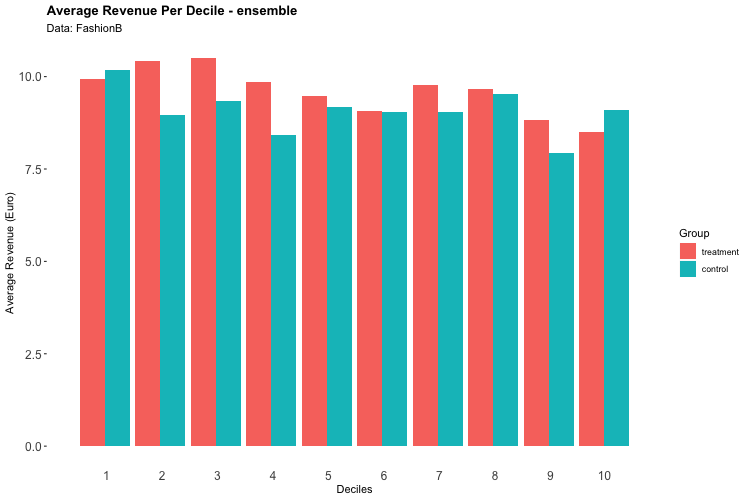 Average Revenue Per Decile - ensemble
Data: FashionB
10.0
7.5
5.0
2.5
0.0
Average Revenue (Euro)
1 2 3 4 5 6 7 8 9 10
Deciles
Group
treatment
control